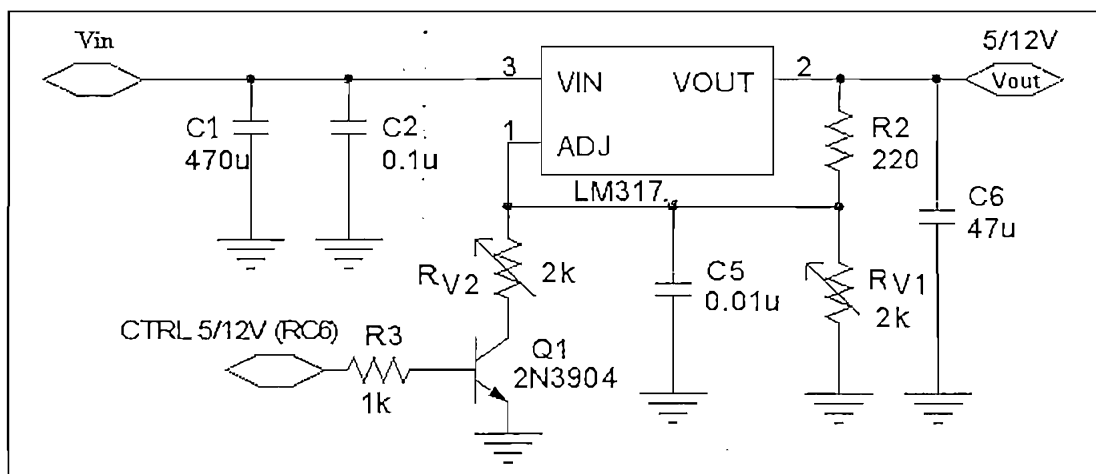 Vin
5/12V
3
VIN
VOUT
2
Vout
C1
470u
C2
0.1u
1
ADJ
R2
220
LM317
C6
47u
RV2
2k
C5
0.01u
RV1
2k
CTRL 5/12V (RC6)
R3
1k
Q1
2N3904